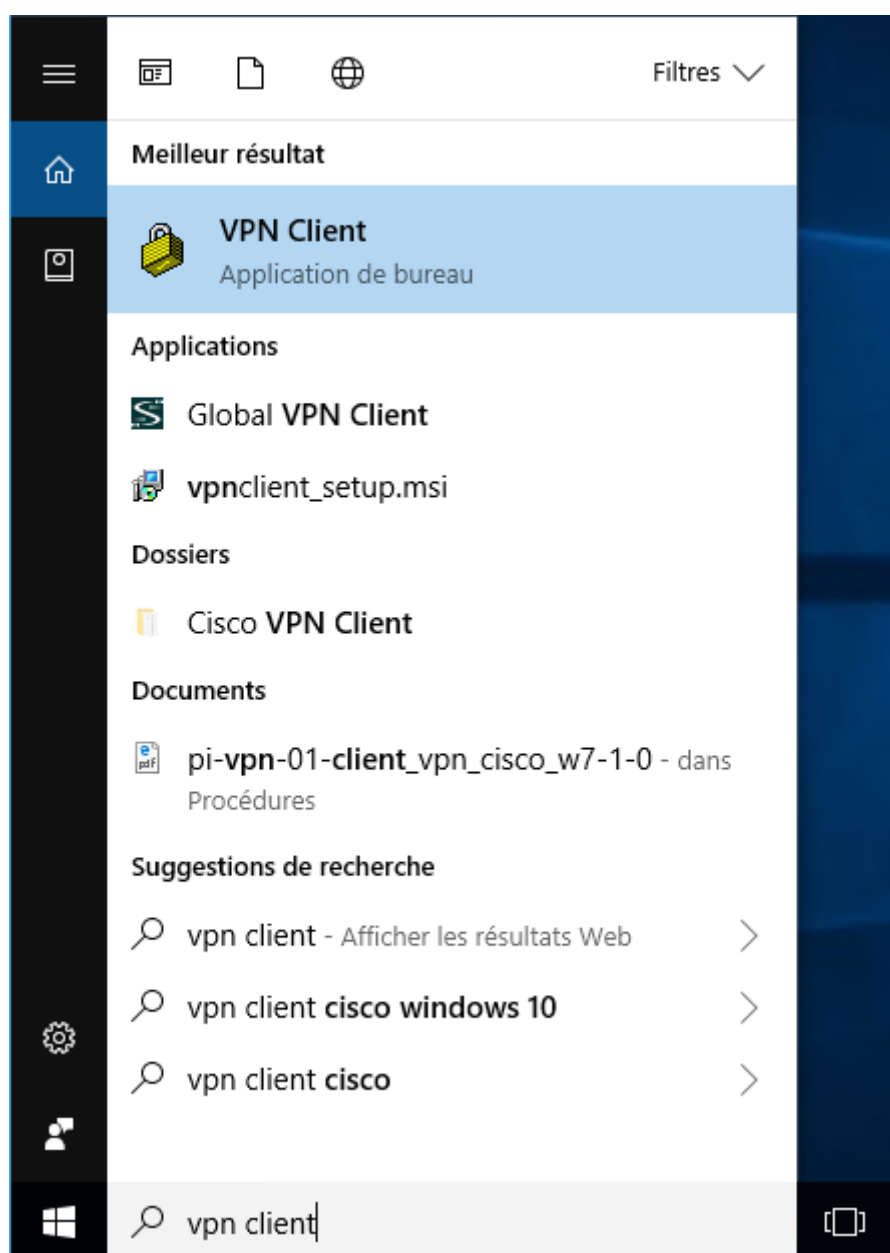 Filtres
Meilleur résultat
VPN Client
Application de bureau
Applications
Global VPN Client
vpnclient_setup.msi
Dossiers
Cisco VPN Client
Documents
pi-vpn-01-client_vpn_cisco_w7-1-0 - dans
Procédures
Suggestions de recherche
vpn client - Afficher les résultats Web
vpn client cisco windows 10
vpn client cisco
vpn client